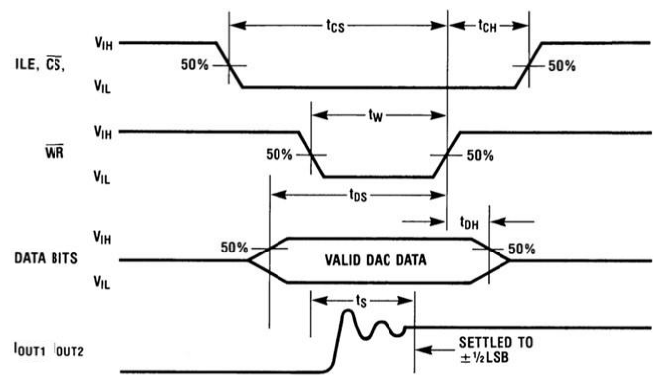 tCS
tCH
VIH
ILE, CS,
50%
50%
VIL
tW
VIH
WR
50%
50%
VIL
tDS
tDH
VIH
50%
50%
DATA BITS
VALID DAC DATA
VIL
tS
IOUT1 IOUT2
SETTLED TO
±½LSB